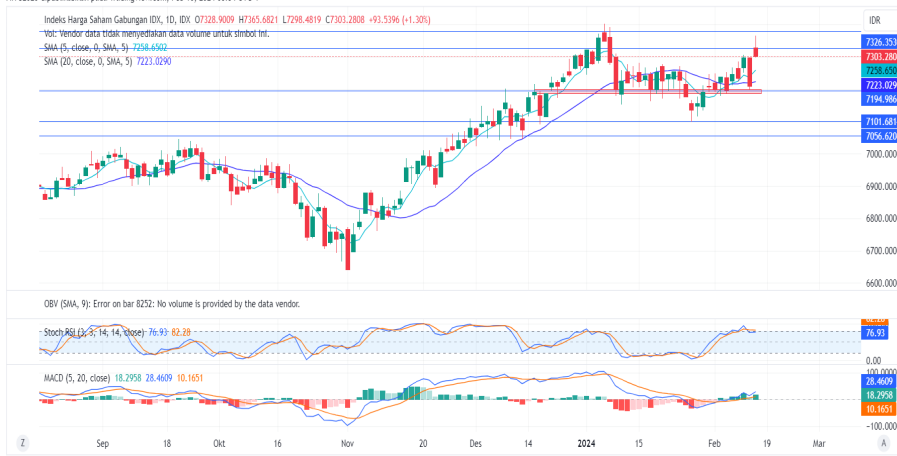 Indeks Harga Saham Gabungan IDX, 1D, IDX O7328.9009 H7365.6821 L7298.4819 C7303.2808 +93.5396 (+1.30%)
IDR
Vol: Vendor data tidak menyediakan data volume untuk simbol ini.
SMA (5, close, 0, SMA, 5) 7258.6502
SMA (20, close, 0, SMA, 5) 7223.0290
7326.353
7303.280
7258.650
7223.029
7194.986
7101.681
7056.620
7000.000
6900.000
6800.000
6700.000
6600.000
OBV (SMA, 9): Error on bar 8252: No volume is provided by the data vendor.
Stoch RSI (3, 3, 14, 14, close) 76.93 82.28
82.28
76.93
0.00
MACD (5, 20, close) 18.2958 28.4609 10.1651
100.0000
28.4609
18.2958
10.1651
−100.0000
Z
Sep
18
Okt
16
Nov
20
Des
14
2024
15
Feb
19
Mar
A